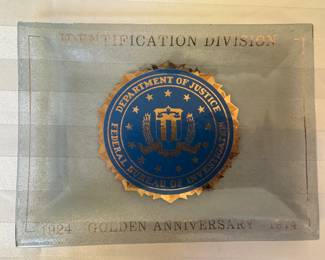 IDENTIFICATION DIVISION
DEPARTMENT OF JUSTICE
FEDERAL BUREAU OF INVESTIGATION
1924 GOLDEN ANNIVERSARY 1974